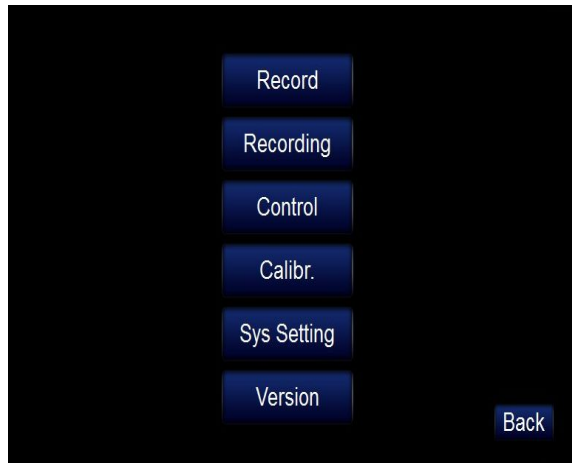 Record
Recording
Control
Calibr.
Sys Setting
Version
Back